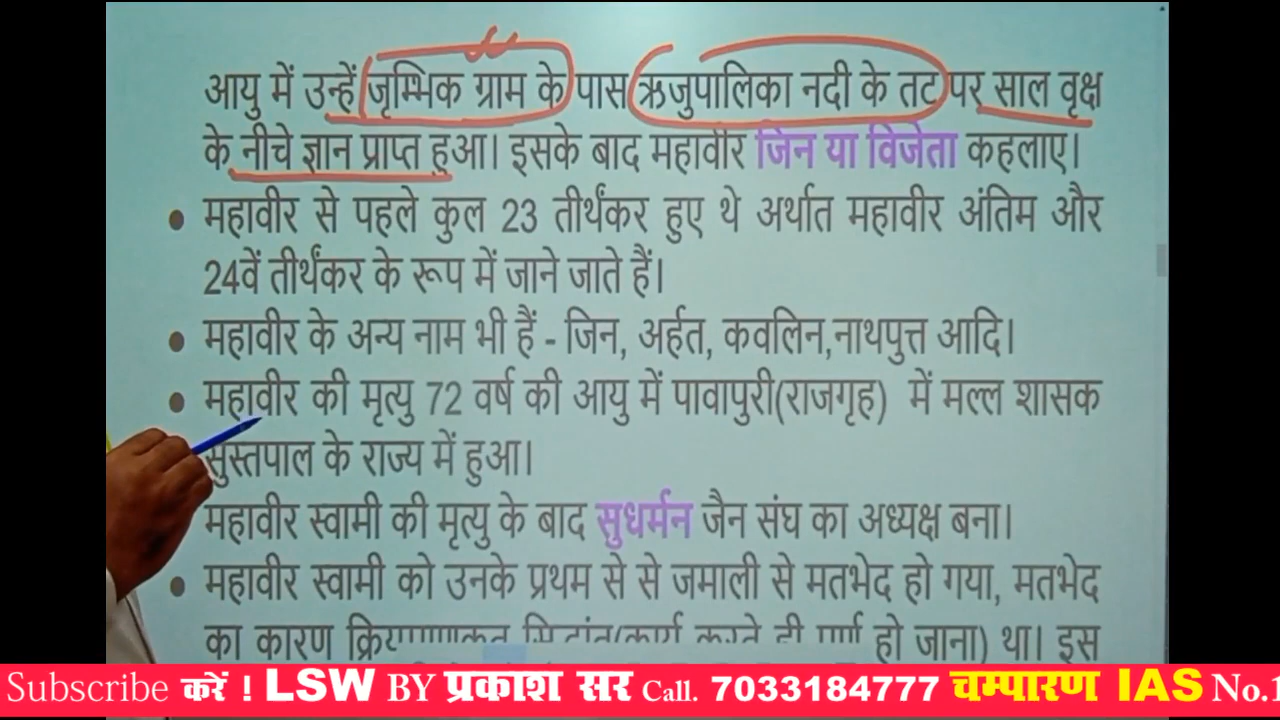 आयु में उन्हें जृम्भिक ग्राम के पास ऋजुपालिका नदी के तट पर साल वृक्ष
के नीचे ज्ञान प्राप्त हुआ। इसके बाद महावीर जिन या विजेता कहलाए।
• महावीर से पहले कुल 23 तीर्थंकर हुए थे अर्थात महावीर अंतिम और
24वें तीर्थंकर के रूप में जाने जाते हैं।
• महावीर के अन्य नाम भी हैं - जिन, अर्हत, कवलिन,नाथपुत्त आदि।
• महावीर की मृत्यु 72 वर्ष की आयु में पावापुरी(राजगृह) में मल्ल शासक
सुस्तपाल के राज्य में हुआ।
महावीर स्वामी की मृत्यु के बाद सुधर्मन जैन संघ का अध्यक्ष बना।
• महावीर स्वामी को उनके प्रथम से से जमाली से मतभेद हो गया, मतभेद
का कारण हो जाना) था। इस
Subscribe करें ! LSW BY प्रकाश सर Call. 7033184777 चम्पारण IAS No.1